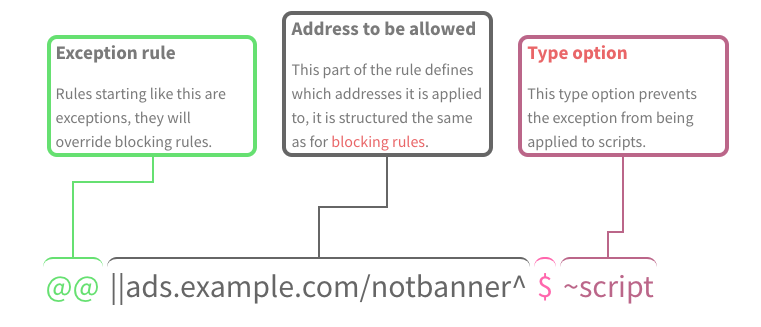 Exception rule
Rules starting like this are
exceptions, they will
override blocking rules.
Address to be allowed
This part of the rule defines
which addresses it is applied
to, it is structured the same
as for blocking rules.
Type option
This type option prevents
the exception from being
applied to scripts.
@@ ||ads.example.com/notbanner^ $ ~script